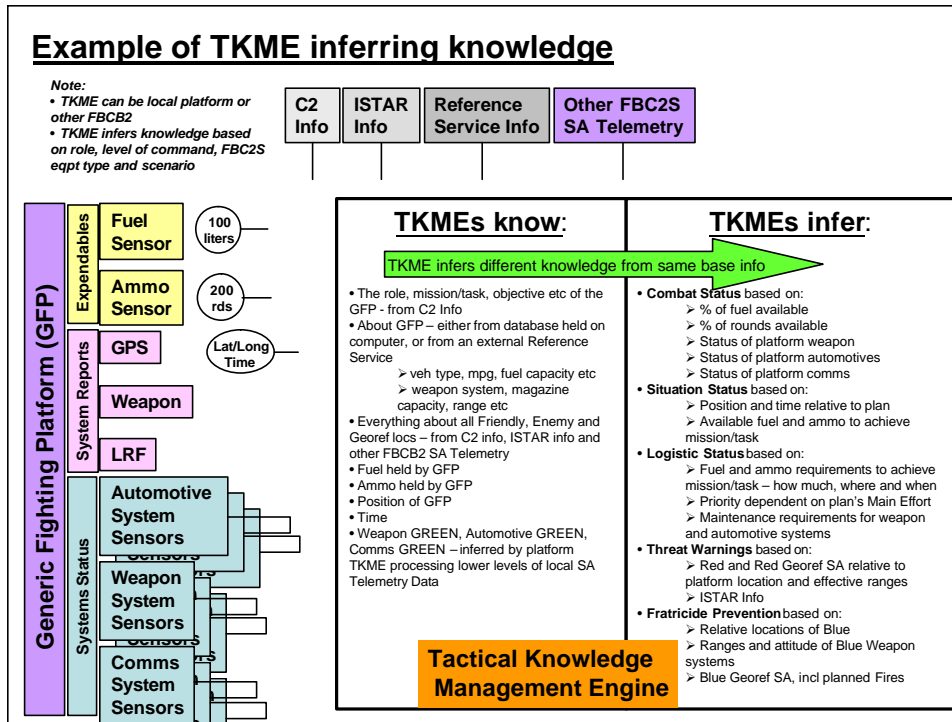 Example of TKME inferring knowledge
Note:
• TKME can be local platform or
other FBCB2
• TKME infers knowledge based
on role, level of command, FBC2S
eqpt type and scenario
C2
Info
ISTAR
Info
Reference
Service Info
Other FBC2S
SA Telemetry
Generic Fighting Platform (GFP)
Expendables
Fuel
Sensor
100
liters
Ammo
Sensor
200
rds
System Reports
GPS
Lat/Long
Time
Weapon
LRF
Systems Status
Automotive
System
Sensors
Sensors
Weapon
System
Sensors
Sensors
Comms
System
Sensors
TKMEs know:
TKMEs infer:
TKME infers different knowledge from same base info
• The role, mission/task, objective etc of the
GFP - from C2 Info
• About GFP – either from database held on
computer, or from an external Reference
Service
➢ veh type, mpg, fuel capacity etc
➢ weapon system, magazine
capacity, range etc
• Everything about all Friendly, Enemy and
Georef locs – from C2 info, ISTAR info and
other FBCB2 SA Telemetry
• Fuel held by GFP
• Ammo held by GFP
• Position of GFP
• Time
• Weapon GREEN, Automotive GREEN,
Comms GREEN – inferred by platform
TKME processing lower levels of local SA
Telemetry Data
• Combat Status based on:
➢ % of fuel available
➢ % of rounds available
➢ Status of platform weapon
➢ Status of platform automotives
➢ Status of platform comms
• Situation Status based on:
➢ Position and time relative to plan
➢ Available fuel and ammo to achieve
mission/task
• Logistic Status based on:
➢ Fuel and ammo requirements to achieve
mission/task – how much, where and when
➢ Priority dependent on plan's Main Effort
➢ Maintenance requirements for weapon
and automotive systems
• Threat Warnings based on:
➢ Red and Red Georef SA relative to
platform location and effective ranges
➢ ISTAR Info
• Fratricide Prevention based on:
➢ Relative locations of Blue
➢ Ranges and attitude of Blue Weapon
systems
➢ Blue Georef SA, incl planned Fires
Tactical Knowledge
Management Engine